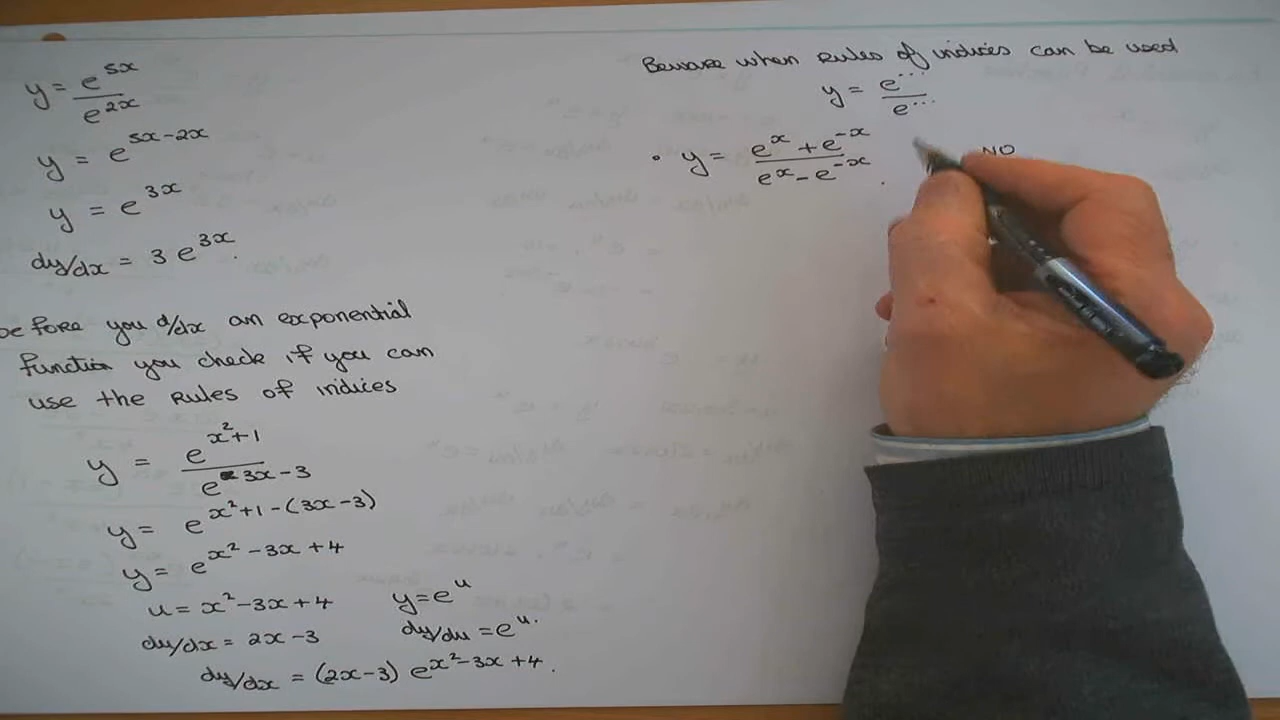 y = e^5x / e^2x
y = e^5x-2x
y = e^3x
dy/dx = 3 e^3x.
before you d/dx an exponential
function you check if you can
use the rules of indices
y = e^x²+1 / e^3x-3
y = e^x²+1-(3x-3)
y = e^x²-3x+4
u = x²-3x+4 y=e^u
du/dx = 2x-3 dy/du = e^u.
dy/dx = (2x-3) e^x²-3x+4.
Beware when Rules of indices can be used
y = e^... / e^...
• y = e^x + e^-x / e^x - e^-x . NO